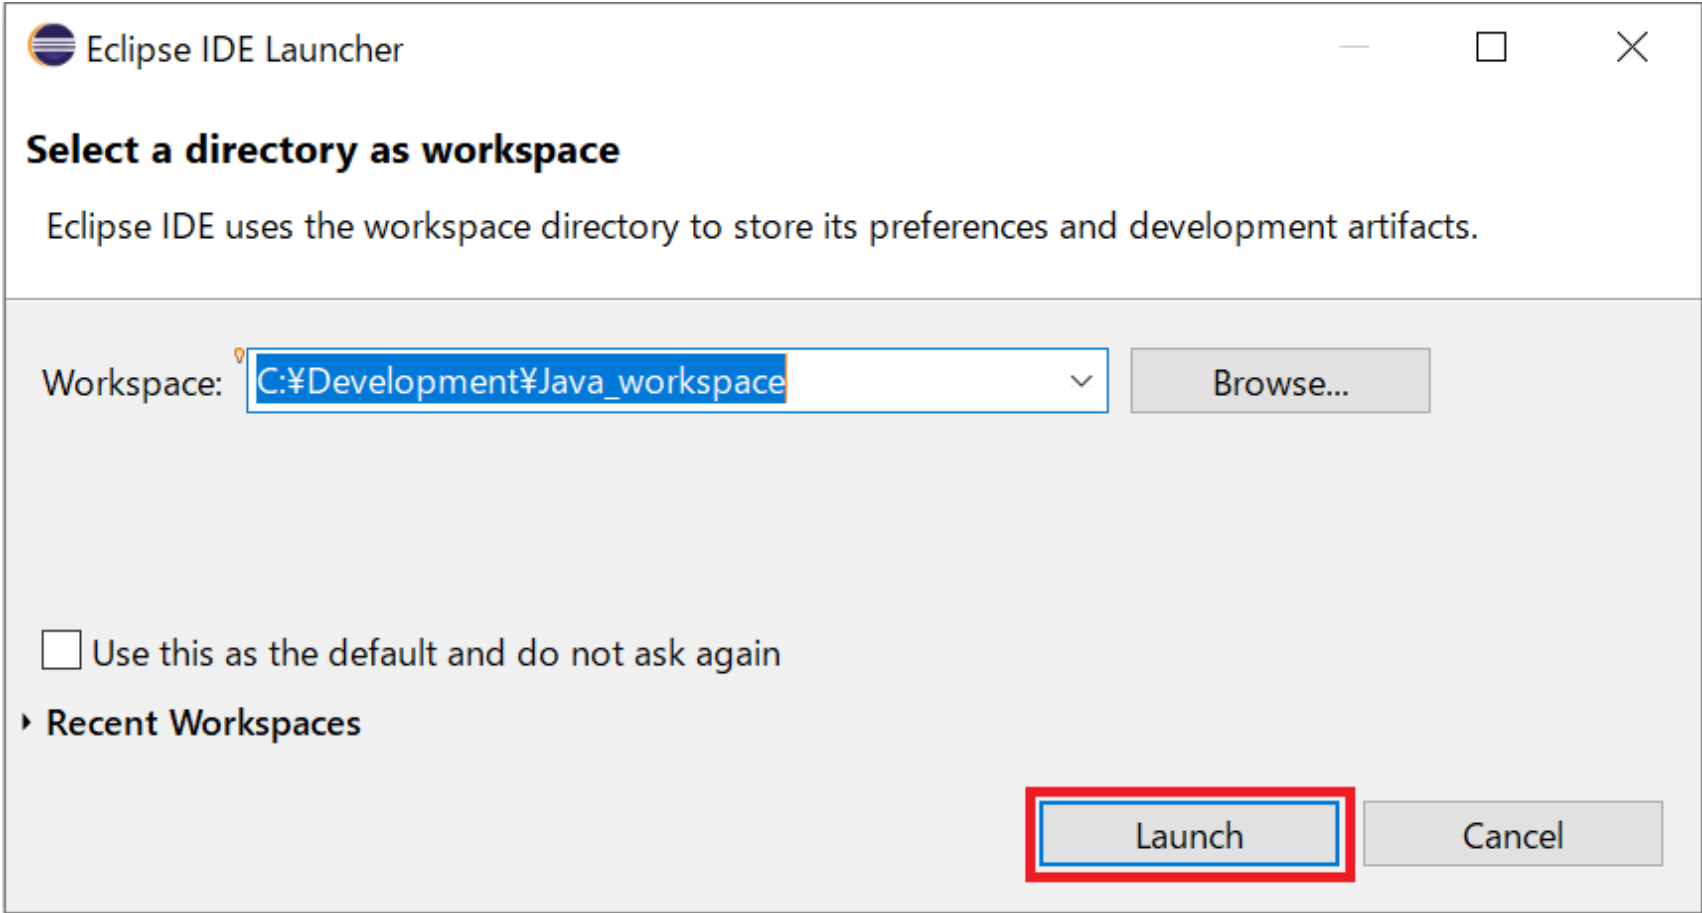 Eclipse IDE Launcher
Select a directory as workspace
Eclipse IDE uses the workspace directory to store its preferences and development artifacts.
Workspace: C:¥Development¥Java_workspace Browse...
Use this as the default and do not ask again
Recent Workspaces
Launch Cancel